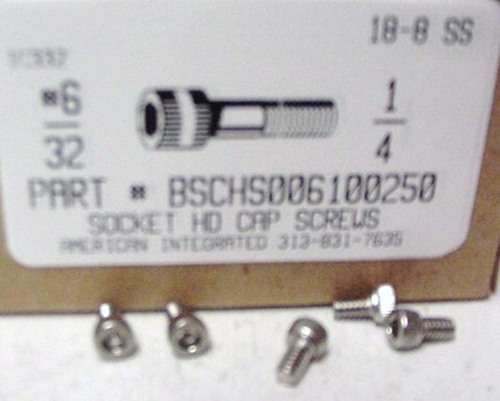 18-8 SS
#6
32
1
4
PART # BSCHS006100250
SOCKET HD CAP SCREWS
AMERICAN INTEGRATED 313-831-7635